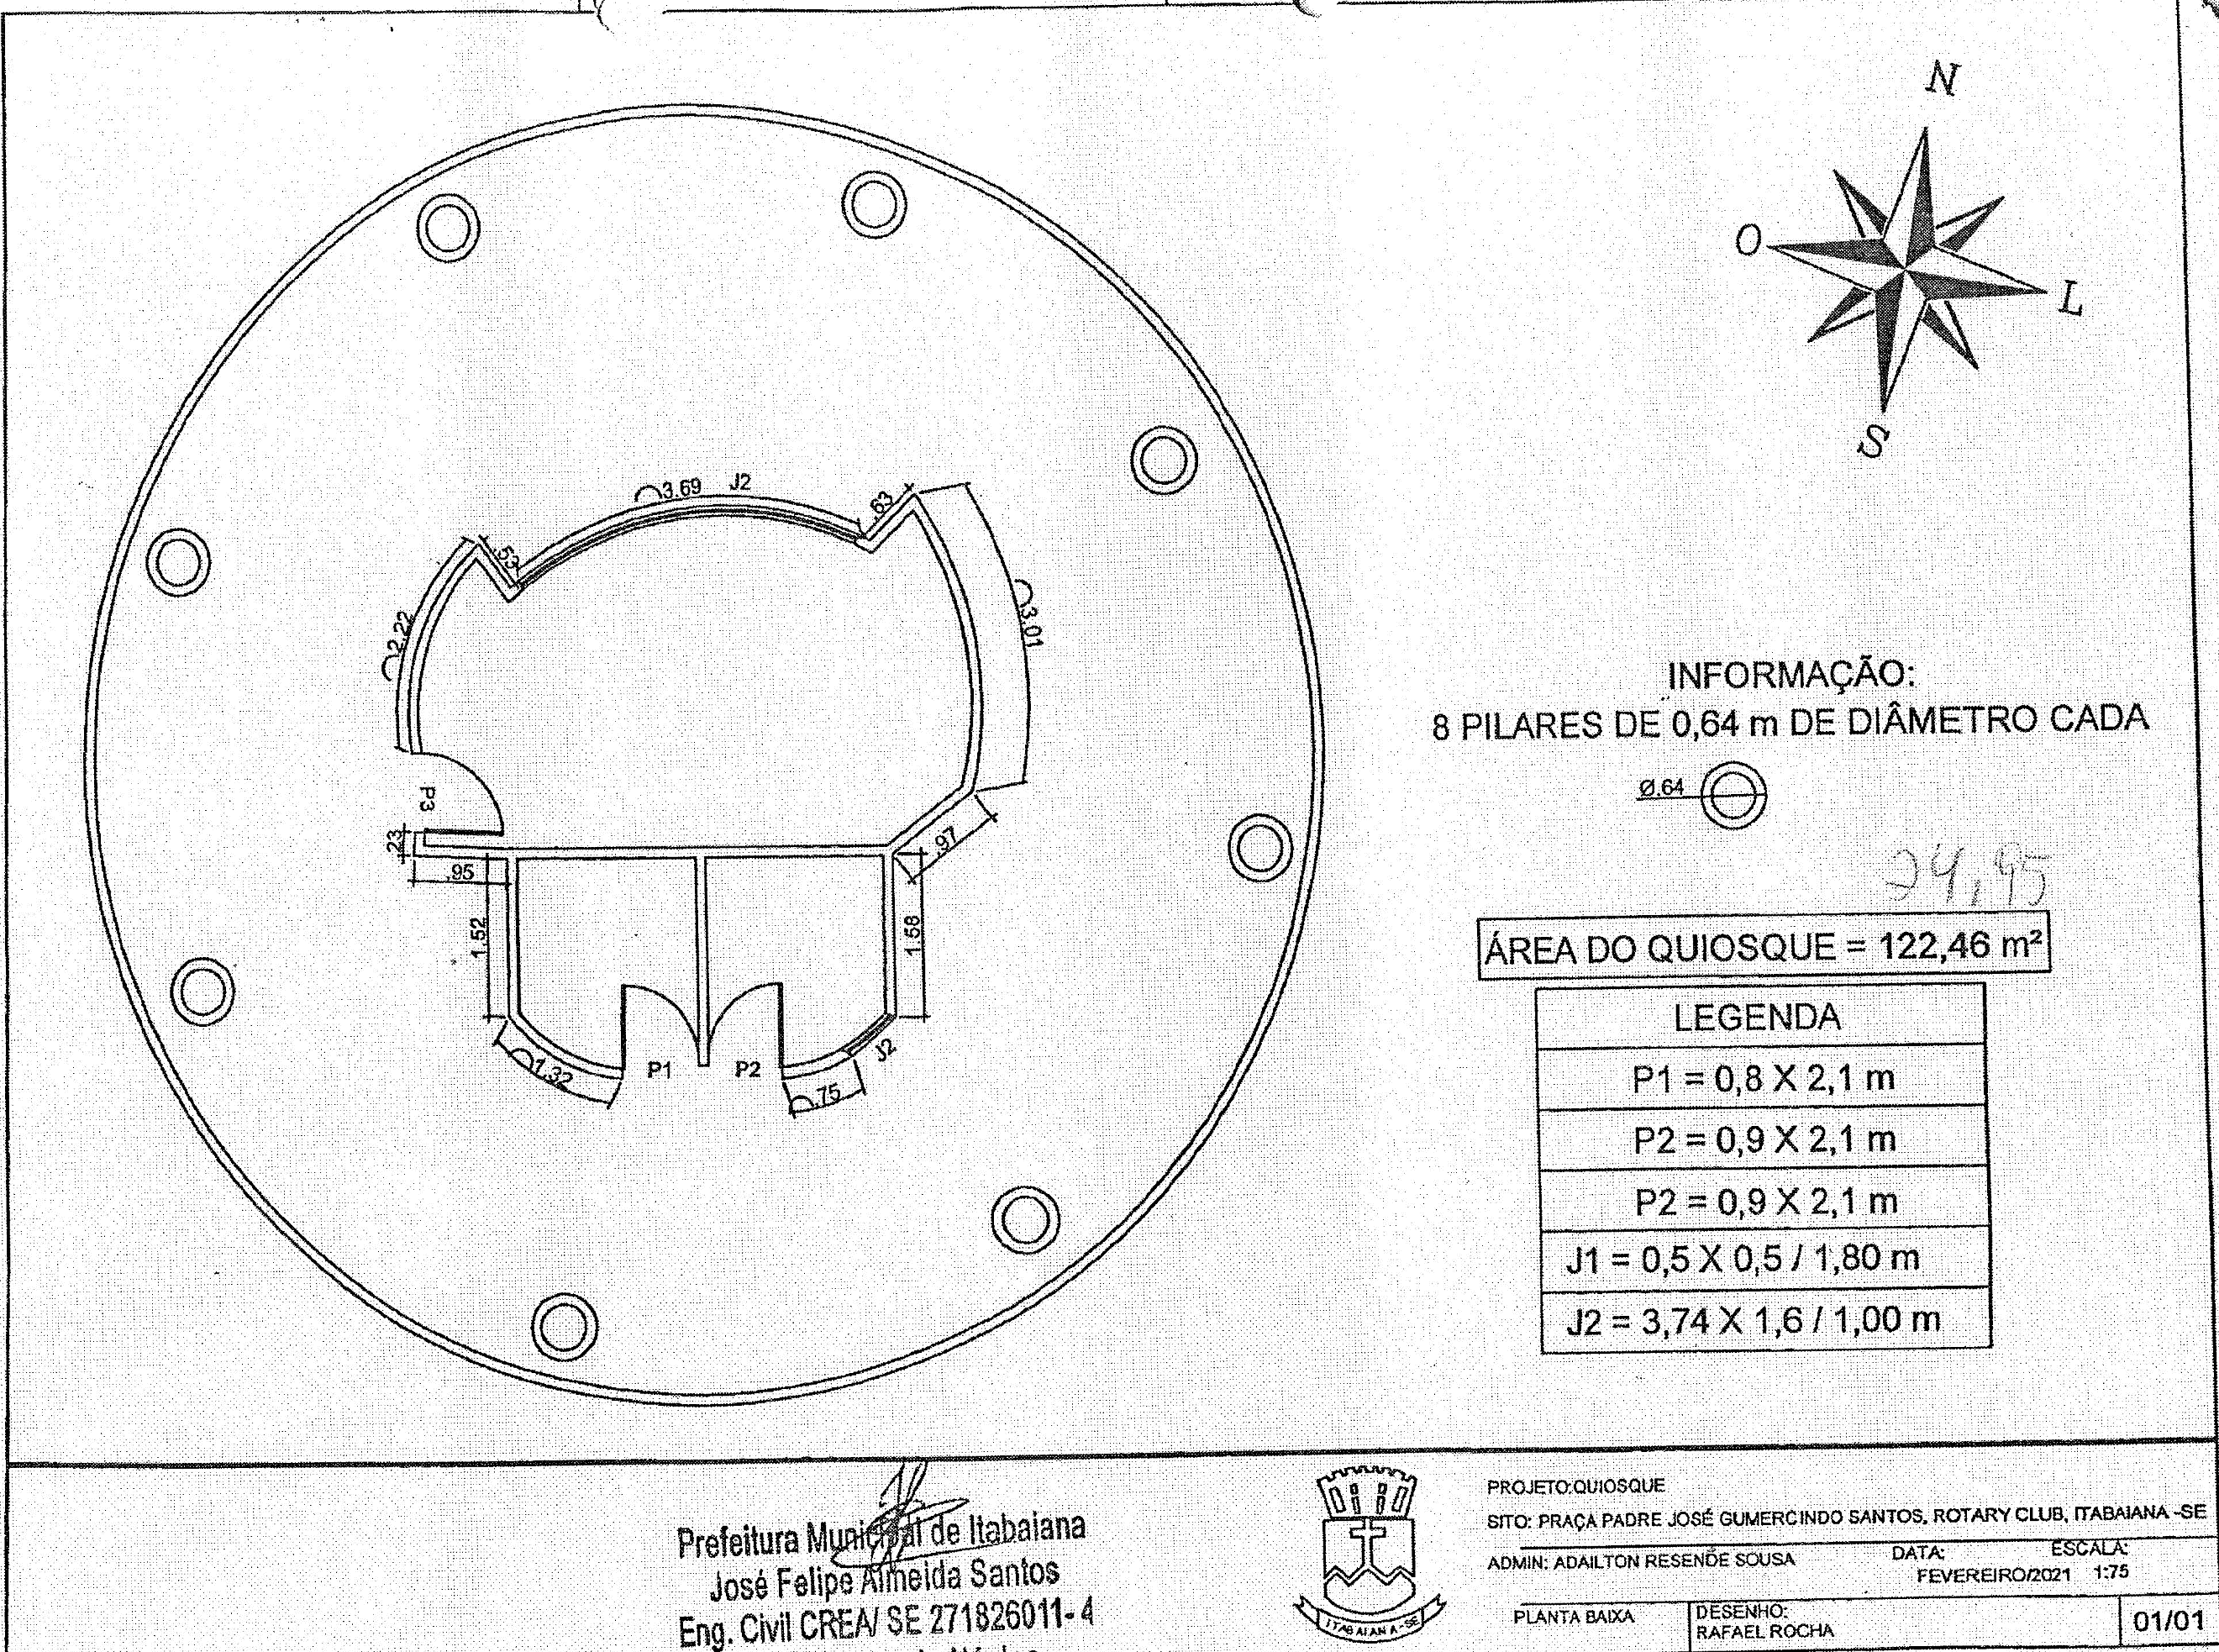 N
O
L
S
3.69 J2
.63
.53
2.22
3.01
P3
.23
.95
.97
1.52
1.58
1.32
P1
P2
J2
.75
INFORMAÇÃO:
8 PILARES DE 0,64 m DE DIÂMETRO CADA
Ø.64
24,95
ÁREA DO QUIOSQUE = 122,46 m²
LEGENDA
P1 = 0,8 X 2,1 m
P2 = 0,9 X 2,1 m
P2 = 0,9 X 2,1 m
J1 = 0,5 X 0,5 / 1,80 m
J2 = 3,74 X 1,6 / 1,00 m
Prefeitura Municipal de Itabaiana
José Felipe Almeida Santos
Eng. Civil CREA/ SE 271826011-4
ITABAIANA-SE
PROJETO:QUIOSQUE
SITO: PRAÇA PADRE JOSÉ GUMERCINDO SANTOS, ROTARY CLUB, ITABAIANA -SE
ADMIN: ADAILTON RESENDE SOUSA
DATA:
FEVEREIRO/2021
ESCALA:
1:75
PLANTA BAIXA
DESENHO:
RAFAEL ROCHA
01/01